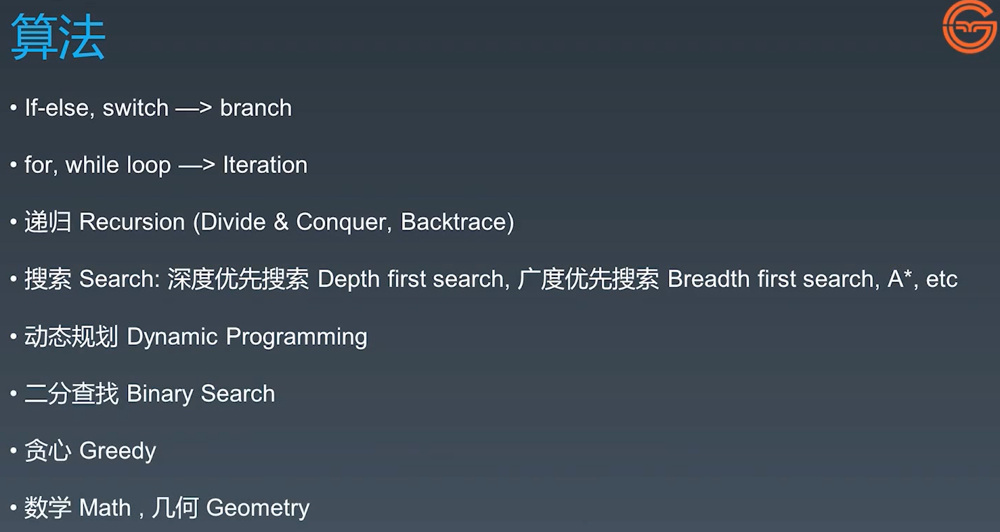 算法
• If-else, switch —> branch
• for, while loop —> Iteration
• 递归 Recursion (Divide & Conquer, Backtrace)
• 搜索 Search: 深度优先搜索 Depth first search, 广度优先搜索 Breadth first search, A*, etc
• 动态规划 Dynamic Programming
• 二分查找 Binary Search
• 贪心 Greedy
• 数学 Math , 几何 Geometry